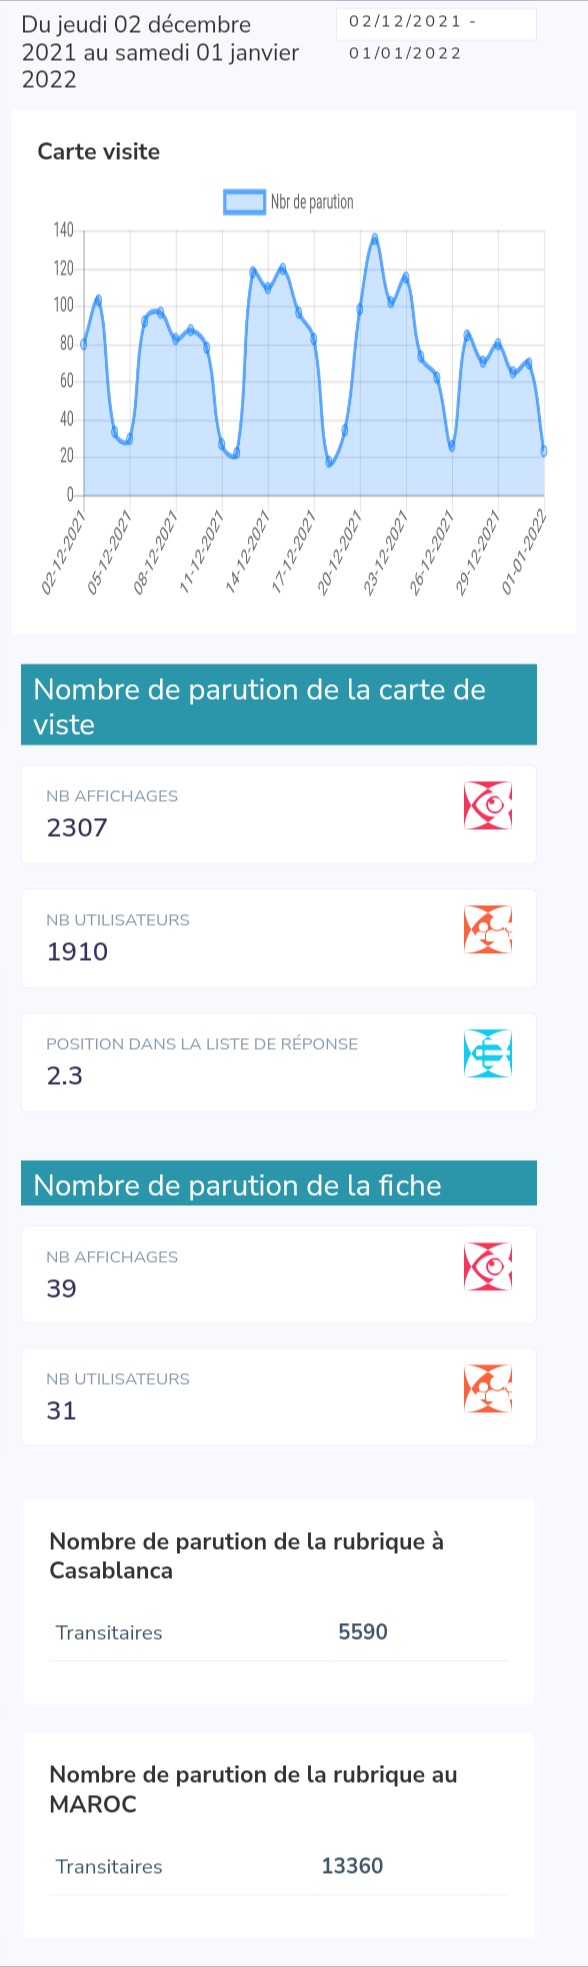 Du jeudi 02 décembre
2021 au samedi 01 janvier
2022
02/12/2021 -
01/01/2022
Carte visite
Nbr de parution
140
120
100
80
60
40
20
0
02-12-2021
05-12-2021
08-12-2021
11-12-2021
14-12-2021
17-12-2021
20-12-2021
23-12-2021
26-12-2021
29-12-2021
01-01-2022
Nombre de parution de la carte de
viste
NB AFFICHAGES
2307
NB UTILISATEURS
1910
POSITION DANS LA LISTE DE RÉPONSE
2.3
Nombre de parution de la fiche
NB AFFICHAGES
39
NB UTILISATEURS
31
Nombre de parution de la rubrique à
Casablanca
Transitaires 5590
Nombre de parution de la rubrique au
MAROC
Transitaires 13360